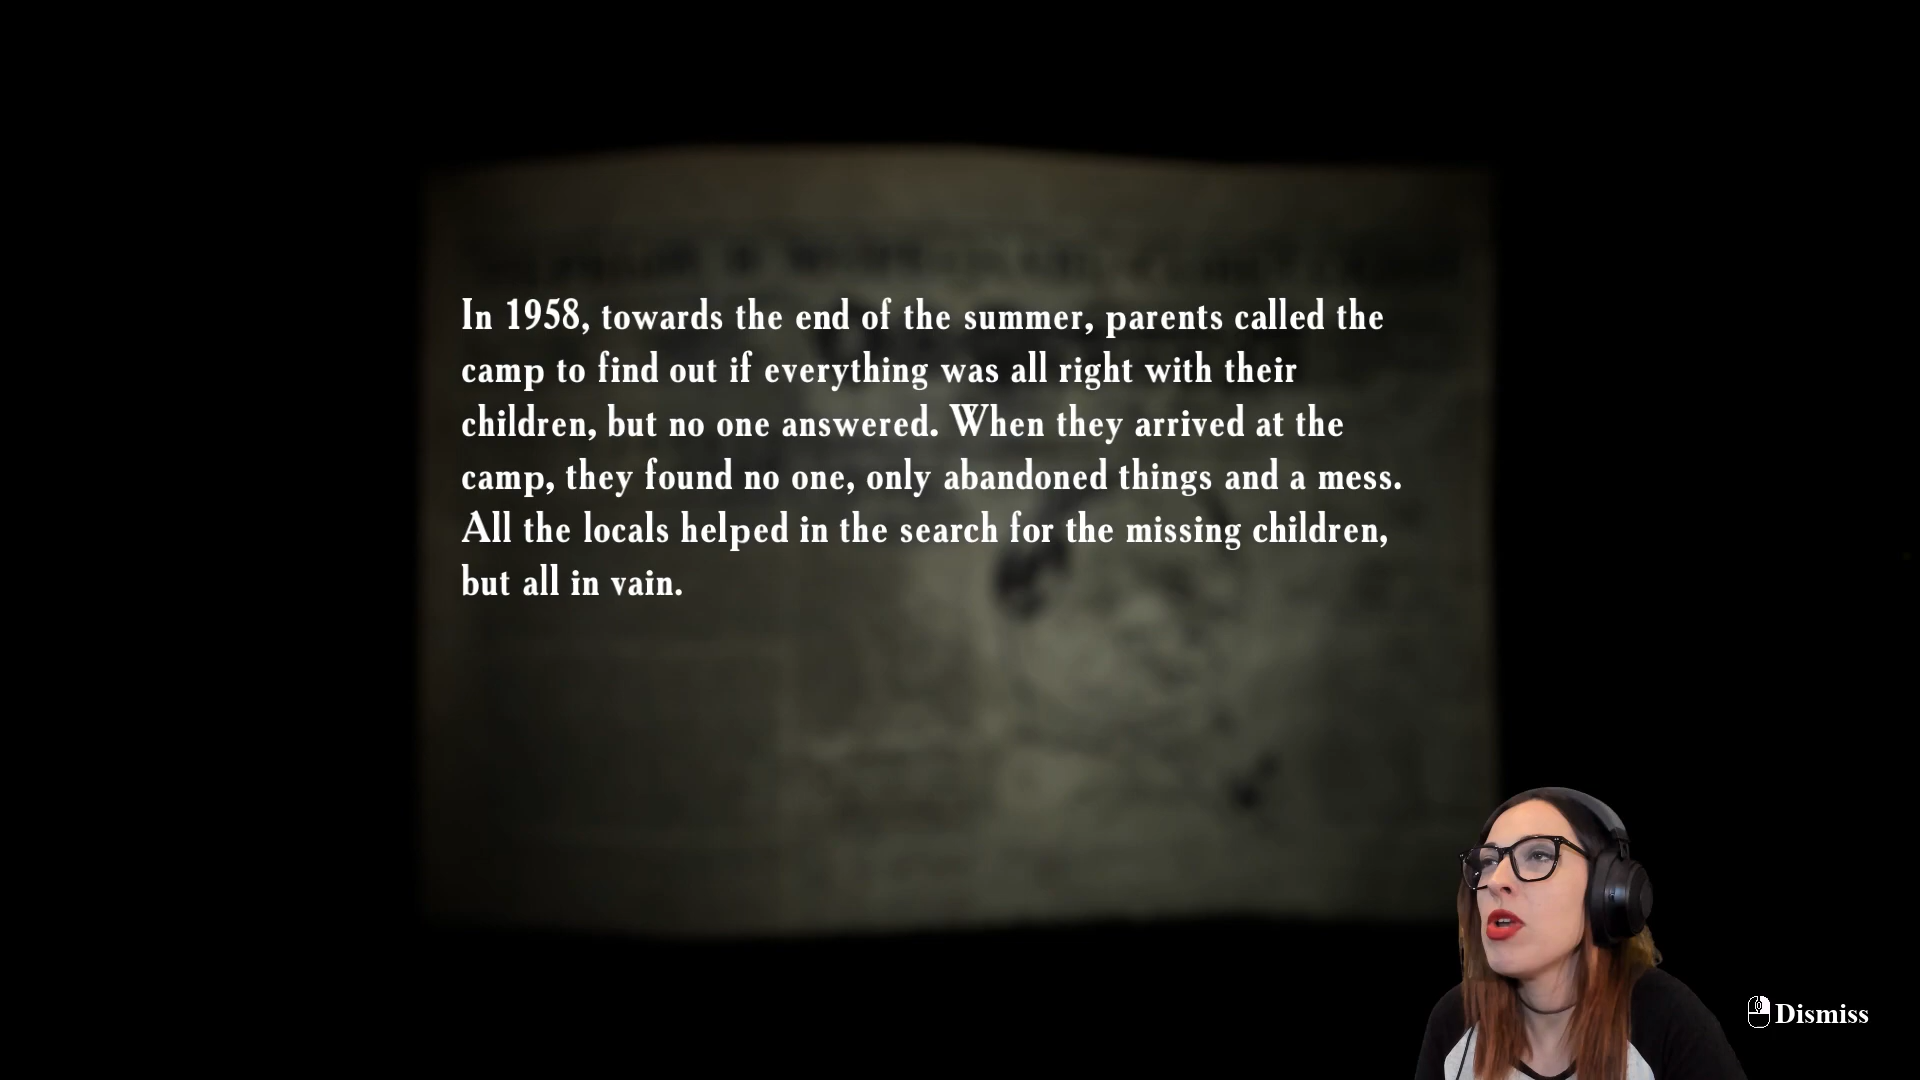 In 1958, towards the end of the summer, parents called the
camp to find out if everything was all right with their
children, but no one answered. When they arrived at the
camp, they found no one, only abandoned things and a mess.
All the locals helped in the search for the missing children,
but all in vain.
Dismiss